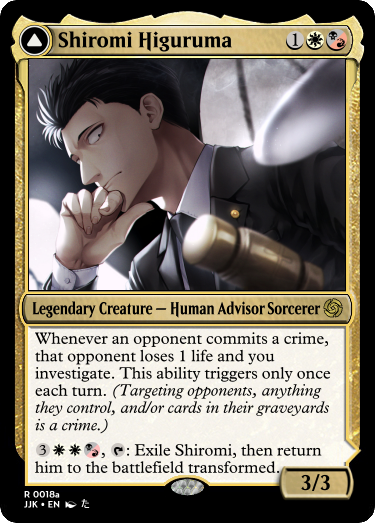 Shiromi Higuruma 1
Legendary Creature — Human Advisor Sorcerer
Whenever an opponent commits a crime,
that opponent loses 1 life and you
investigate. This ability triggers only once
each turn. (Targeting opponents, anything
they control, and/or cards in their graveyards
is a crime.)
3, : Exile Shiromi, then return
him to the battlefield transformed.
3/3
R 0018a
JJK • EN